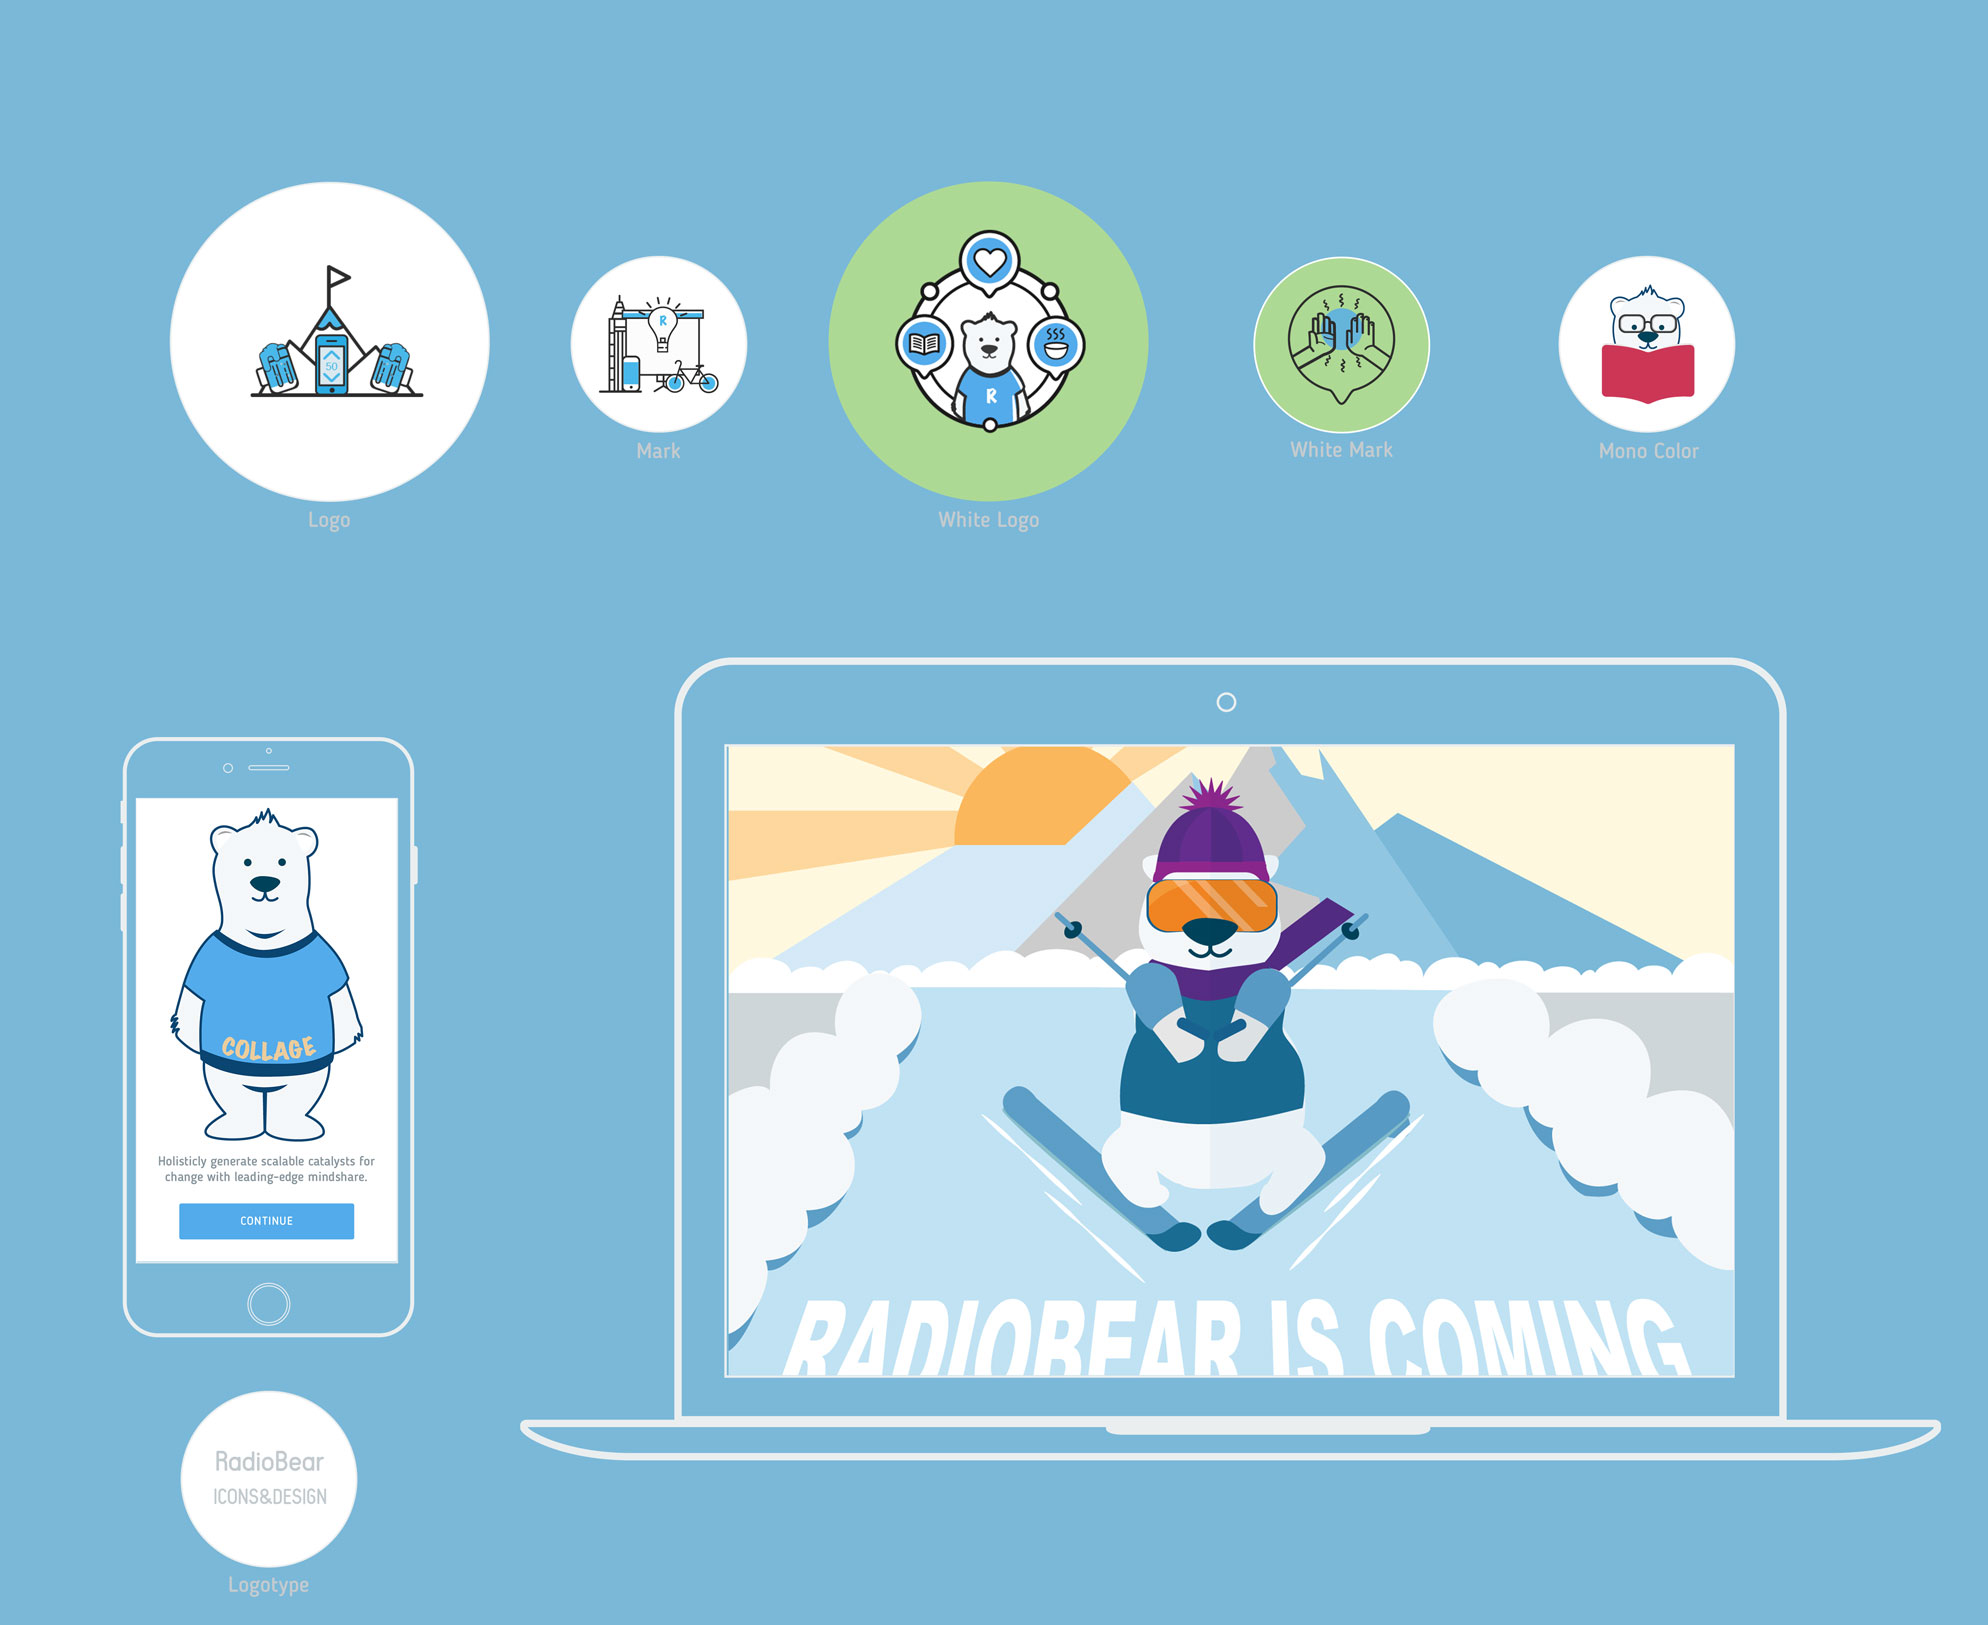 50
R
R
Mark
White Mark
Mono Color
Logo
White Logo
COLLAGE
Holisticly generate scalable catalysts for
change with leading-edge mindshare.
CONTINUE
RADIOBEAR IS COMING
RadioBear
ICONS&DESIGN
Logotype